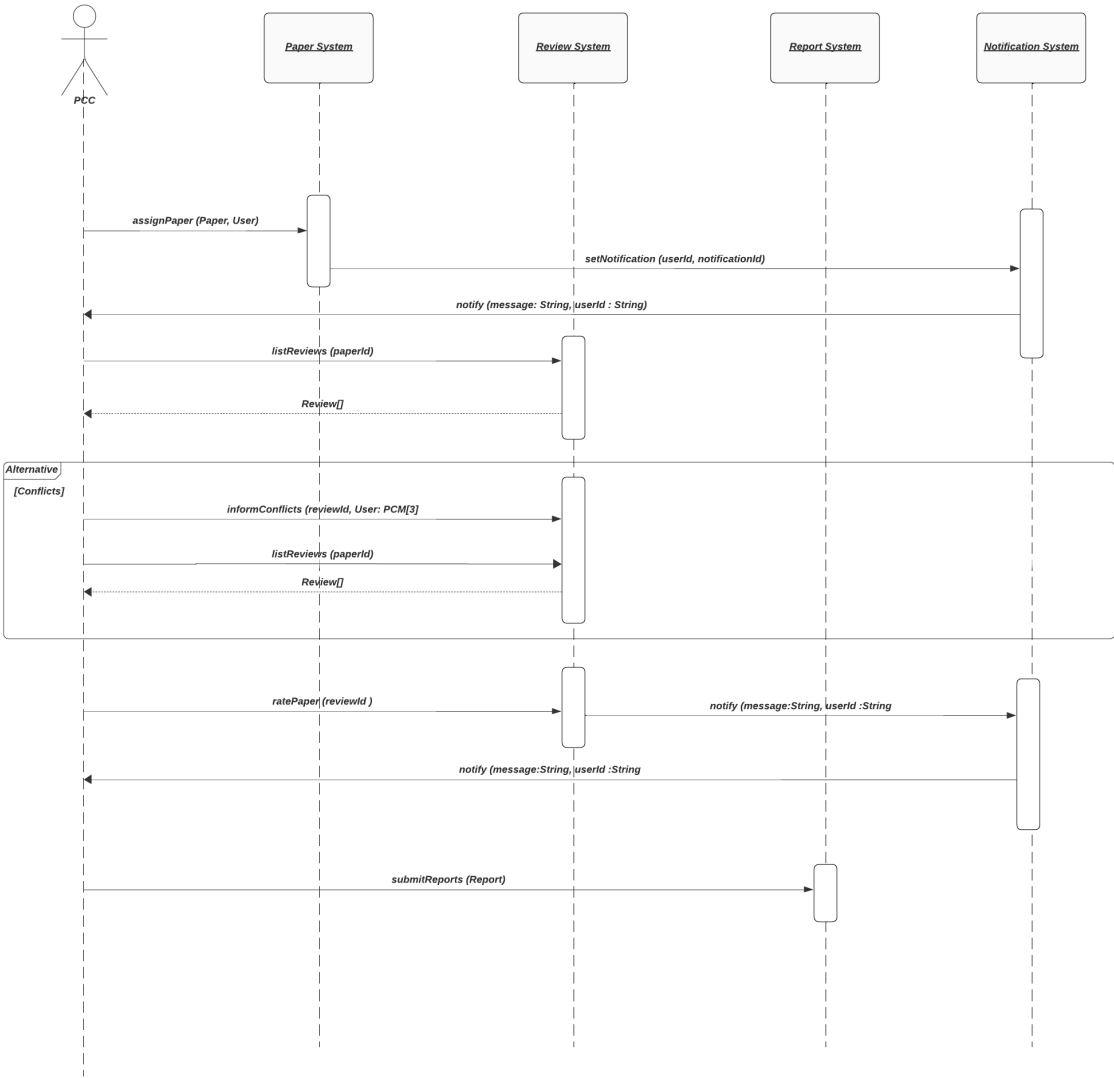 PCC
Paper System
Review System
Report System
Notification System
assignPaper (Paper, User)
setNotification (userId, notificationId)
notify (message: String, userId : String)
listReviews (paperId)
Review[]
Alternative
[Conflicts]
informConflicts (reviewId, User: PCM[3]
listReviews (paperId)
Review[]
ratePaper (reviewId )
notify (message:String, userId :String
notify (message:String, userId :String
submitReports (Report)